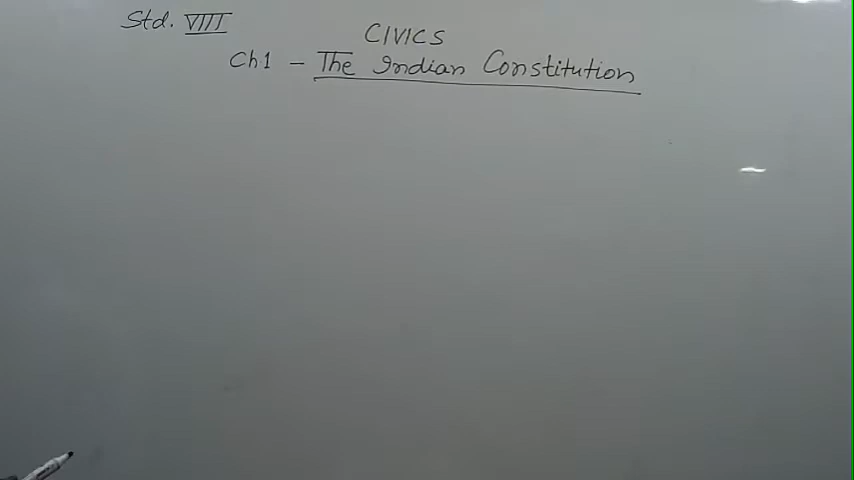 Std. VIII
CIVICS
Ch1 - The Indian Constitution